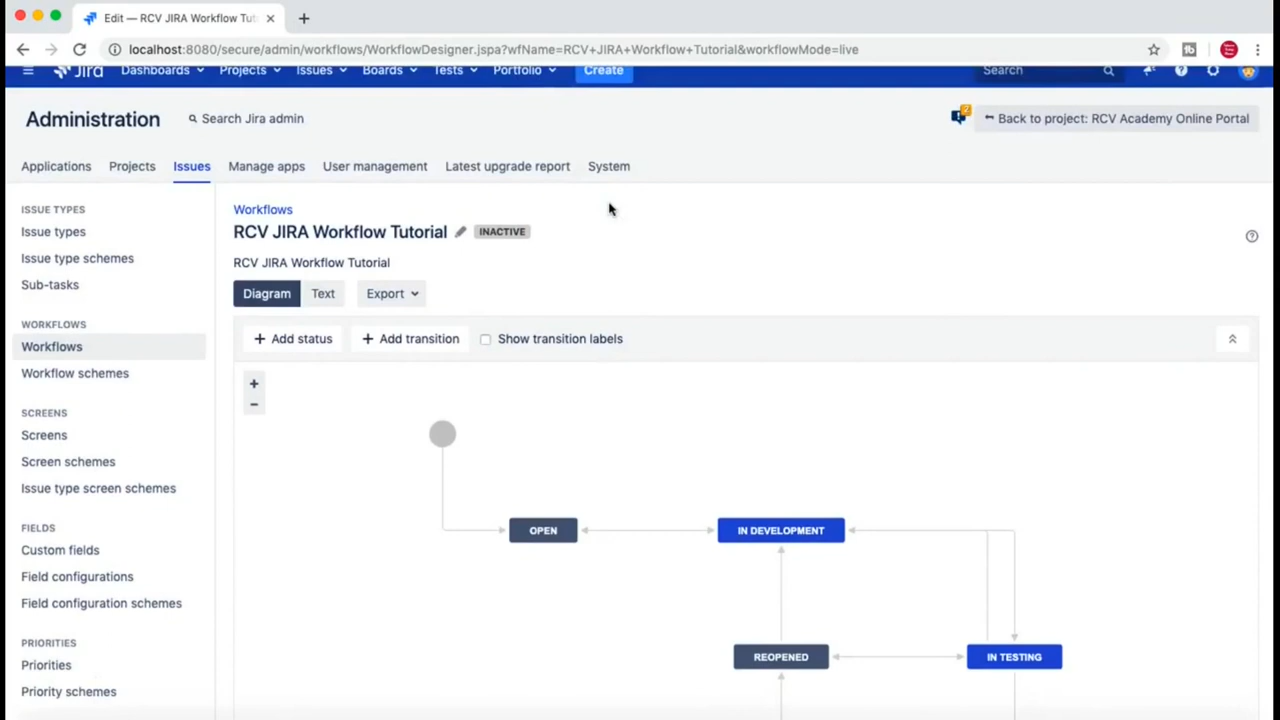 Edit — RCV JIRA Workflow Tut
localhost:8080/secure/admin/workflows/WorkflowDesigner.jspa?wfName=RCV+JIRA+Workflow+Tutorial&workflowMode=live
Jira Dashboards Projects Issues Boards Tests Portfolio Create Search
Administration Search Jira admin Back to project: RCV Academy Online Portal
Applications Projects Issues Manage apps User management Latest upgrade report System
ISSUE TYPES
Issue types
Issue type schemes
Sub-tasks
WORKFLOWS
Workflows
Workflow schemes
SCREENS
Screens
Screen schemes
Issue type screen schemes
FIELDS
Custom fields
Field configurations
Field configuration schemes
PRIORITIES
Priorities
Priority schemes
Workflows
RCV JIRA Workflow Tutorial INACTIVE
RCV JIRA Workflow Tutorial
Diagram Text Export
+ Add status + Add transition Show transition labels
+
−
OPEN IN DEVELOPMENT
REOPENED IN TESTING